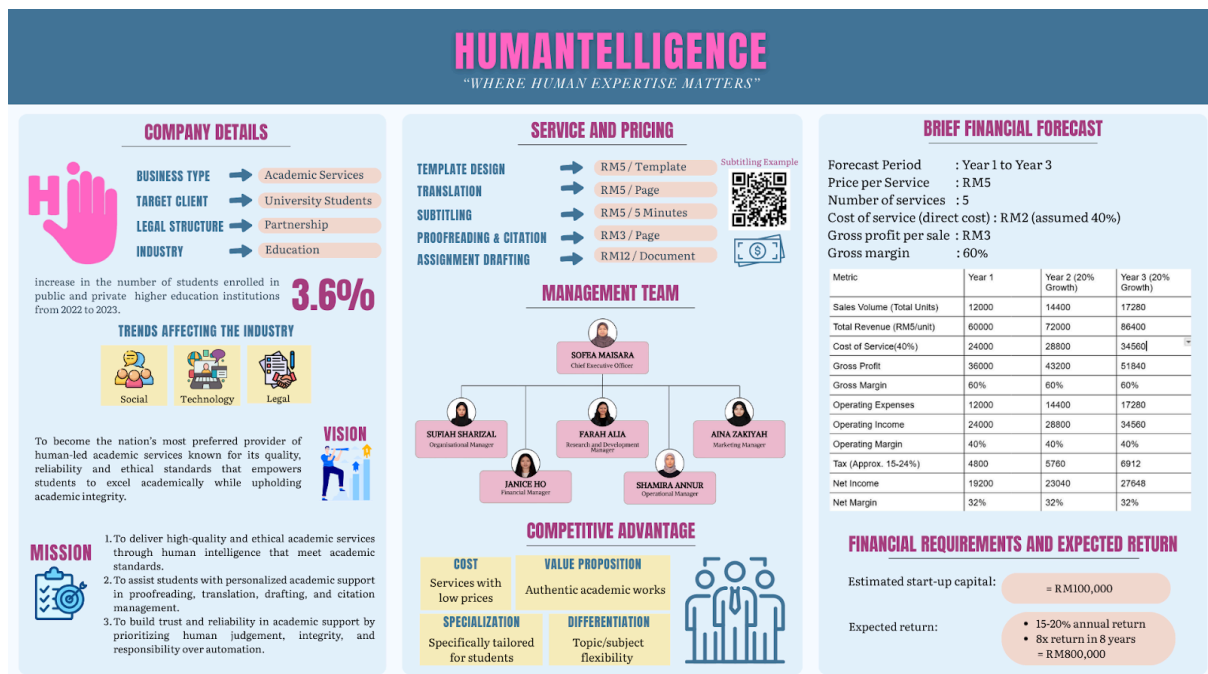 HUMANTELLIGENCE
“WHERE HUMAN EXPERTISE MATTERS”
COMPANY DETAILS
H
BUSINESS TYPE Academic Services
TARGET CLIENT University Students
LEGAL STRUCTURE Partnership
INDUSTRY Education
increase in the number of students enrolled in
public and private higher education institutions
from 2022 to 2023.
3.6%
TRENDS AFFECTING THE INDUSTRY
Social Technology Legal
VISION
To become the nation’s most preferred provider of
human-led academic services known for its quality,
reliability and ethical standards that empowers
students to excel academically while upholding
academic integrity.
MISSION
1. To deliver high-quality and ethical academic services
through human intelligence that meet academic
standards.
2. To assist students with personalized academic support
in proofreading, translation, drafting, and citation
management.
3. To build trust and reliability in academic support by
prioritizing human judgement, integrity, and
responsibility over automation.
SERVICE AND PRICING
TEMPLATE DESIGN RM5 / Template
TRANSLATION RM5 / Page
SUBTITLING RM5 / 5 Minutes
PROOFREADING & CITATION RM3 / Page
ASSIGNMENT DRAFTING RM12 / Document
Subtitling Example
$
MANAGEMENT TEAM
SOFEA MAISARA
Chief Executive Officer
SUFIAH SHARIZAL
Organisational Manager
FARAH ALIA
Research and Development
Manager
AINA ZAKIYAH
Marketing Manager
JANICE HO
Financial Manager
SHAMIRA ANNUR
Operational Manager
COMPETITIVE ADVANTAGE
COST
Services with
low prices
VALUE PROPOSITION
Authentic academic works
SPECIALIZATION
Specifically tailored
for students
DIFFERENTIATION
Topic/subject
flexibility
BRIEF FINANCIAL FORECAST
Forecast Period : Year 1 to Year 3
Price per Service : RM5
Number of services : 5
Cost of service (direct cost) : RM2 (assumed 40%)
Gross profit per sale : RM3
Gross margin : 60%
Metric Year 1 Year 2 (20% Growth) Year 3 (20% Growth)
Sales Volume (Total Units) 12000 14400 17280
Total Revenue (RM5/unit) 60000 72000 86400
Cost of Service(40%) 24000 28800 34560
Gross Profit 36000 43200 51840
Gross Margin 60% 60% 60%
Operating Expenses 12000 14400 17280
Operating Income 24000 28800 34560
Operating Margin 40% 40% 40%
Tax (Approx. 15-24%) 4800 5760 6912
Net Income 19200 23040 27648
Net Margin 32% 32% 32%
FINANCIAL REQUIREMENTS AND EXPECTED RETURN
Estimated start-up capital: = RM100,000
Expected return:
• 15-20% annual return
• 8x return in 8 years
= RM800,000